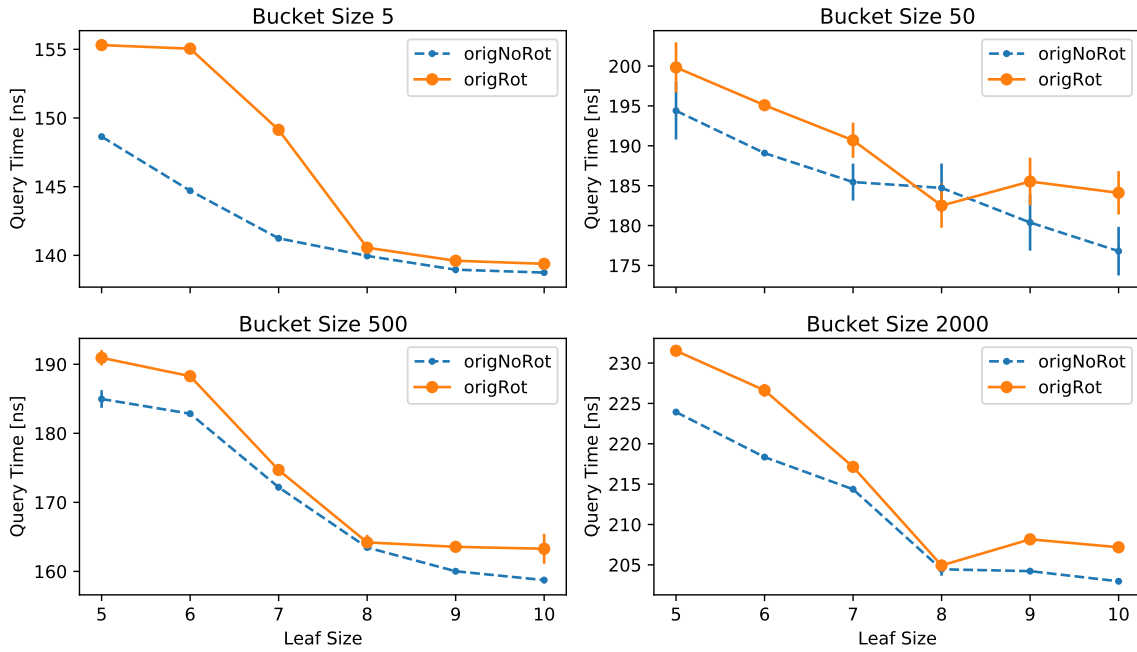 Bucket Size 5
Query Time [ns]
155
150
145
140
origNoRot
origRot
Bucket Size 50
Query Time [ns]
200
195
190
185
180
175
origNoRot
origRot
Bucket Size 500
Query Time [ns]
190
180
170
160
origNoRot
origRot
5 6 7 8 9 10
Leaf Size
Bucket Size 2000
Query Time [ns]
230
225
220
215
210
205
origNoRot
origRot
5 6 7 8 9 10
Leaf Size